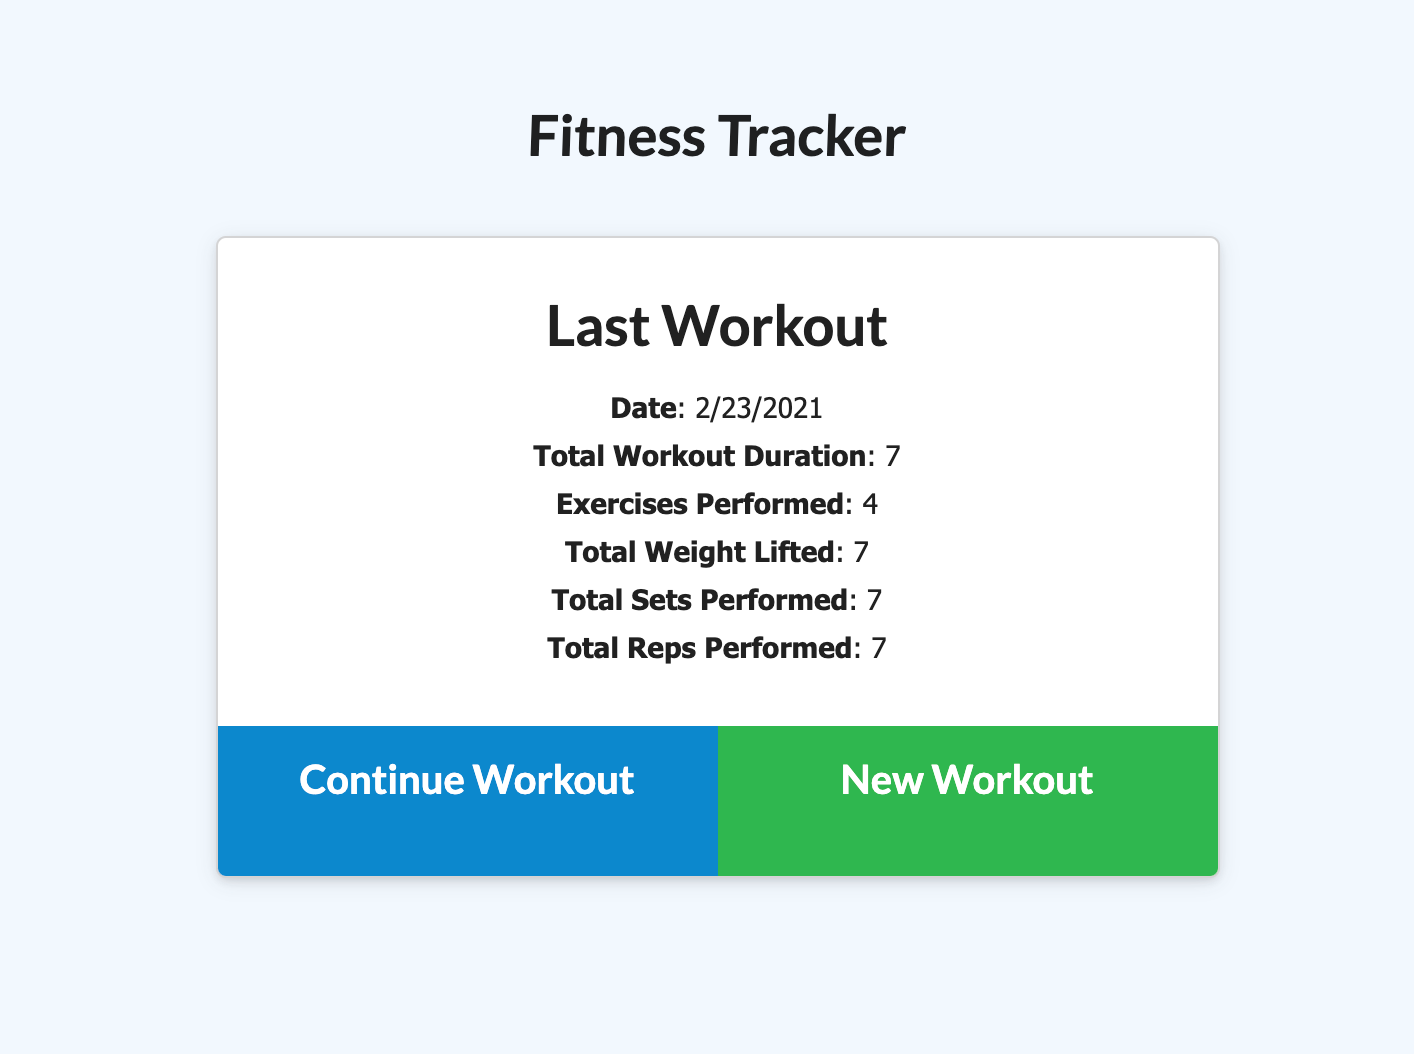 Fitness Tracker
Last Workout
Date: 2/23/2021
Total Workout Duration: 7
Exercises Performed: 4
Total Weight Lifted: 7
Total Sets Performed: 7
Total Reps Performed: 7
Continue Workout
New Workout